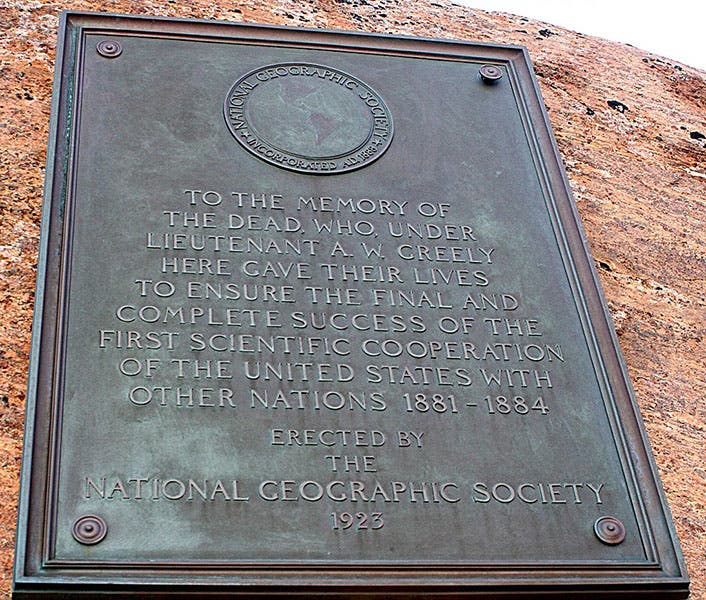 NATIONAL GEOGRAPHIC SOCIETY
INCORPORATED A.D. 1888
TO THE MEMORY OF
THE DEAD, WHO, UNDER
LIEUTENANT A. W. GREELY
HERE GAVE THEIR LIVES
TO ENSURE THE FINAL AND
COMPLETE SUCCESS OF THE
FIRST SCIENTIFIC COOPERATION
OF THE UNITED STATES WITH
OTHER NATIONS 1881 - 1884
ERECTED BY
THE
NATIONAL GEOGRAPHIC SOCIETY
1923